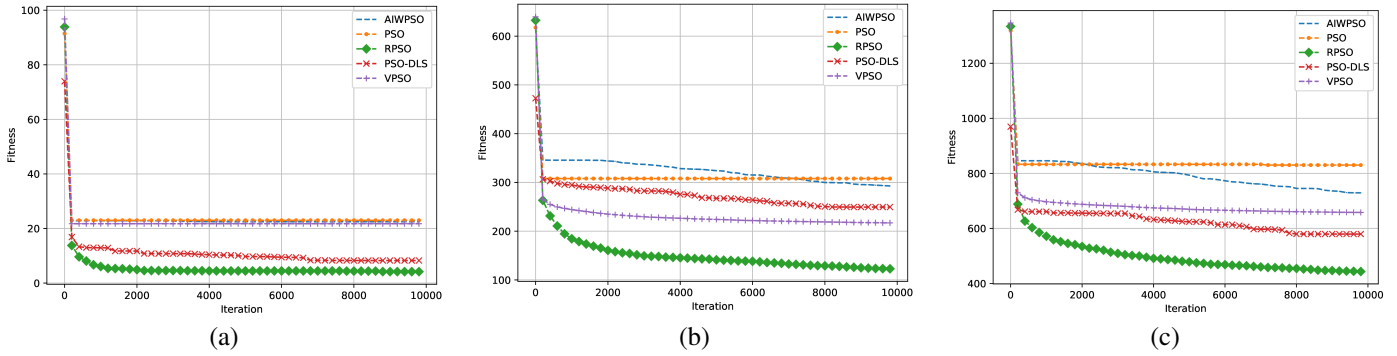 100
80
60
40
20
0
Fitness
0 2000 4000 6000 8000 10000
Iteration
AIWPSO
PSO
RPSO
PSO-DLS
VPSO
(a)
600
500
400
300
200
100
Fitness
0 2000 4000 6000 8000 10000
Iteration
AIWPSO
PSO
RPSO
PSO-DLS
VPSO
(b)
1200
1000
800
600
400
Fitness
0 2000 4000 6000 8000 10000
Iteration
AIWPSO
PSO
RPSO
PSO-DLS
VPSO
(c)